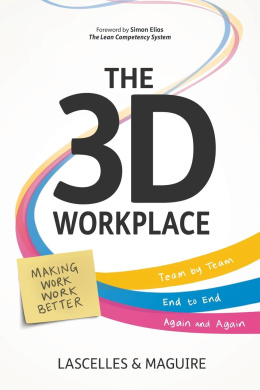 Foreword by Simon Elias
The Lean Competency System
THE
3D
WORKPLACE
MAKING
WORK
WORK
BETTER
Team by Team
End to End
Again and Again
LASCELLES & MAGUIRE